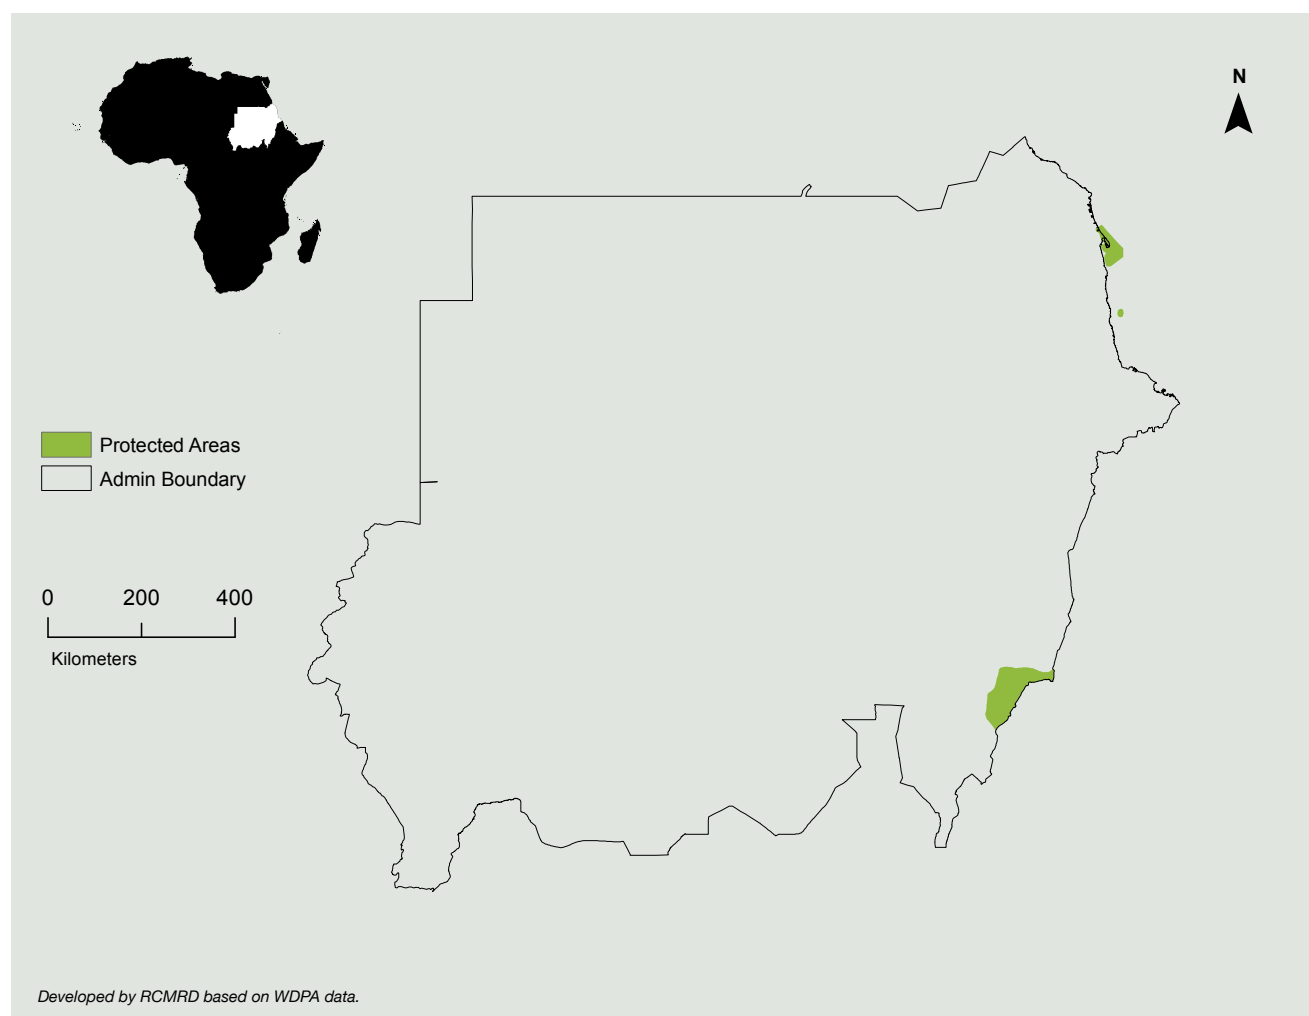 N
Protected Areas
Admin Boundary
0 200 400
Kilometers
Developed by RCMRD based on WDPA data.